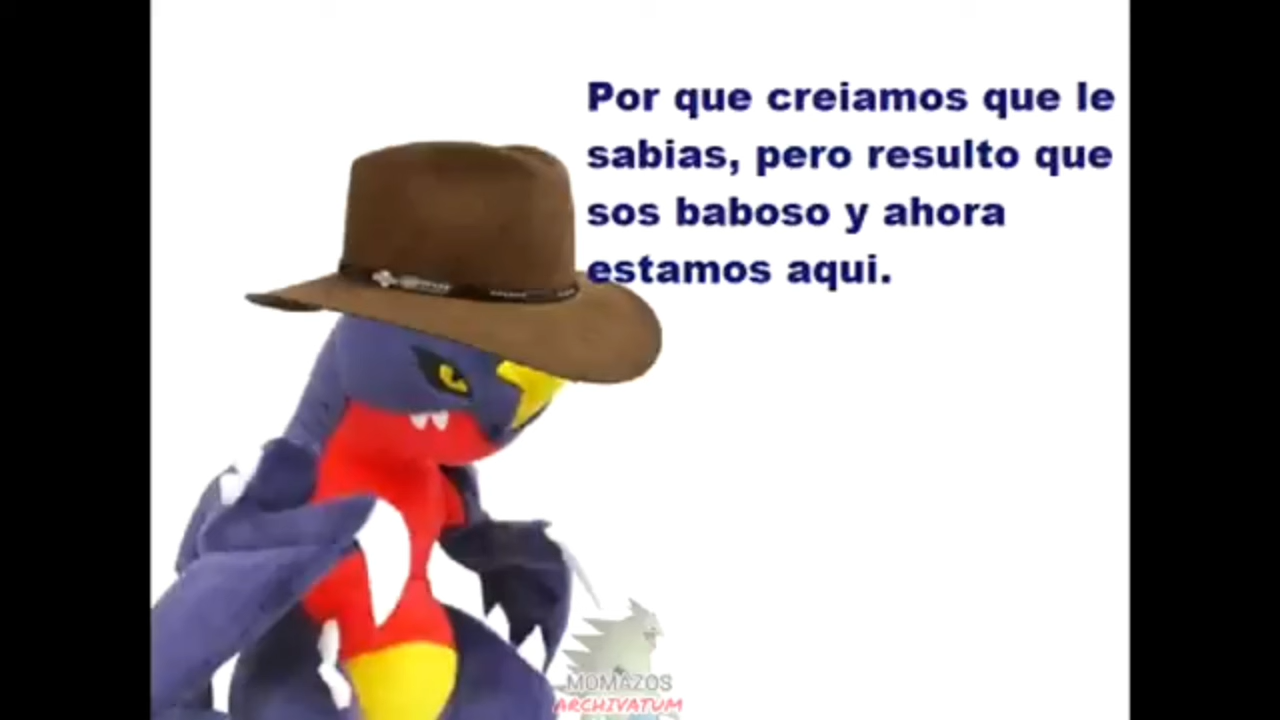 Por que creiamos que le
sabias, pero resulto que
sos baboso y ahora
estamos aqui.
MOMAZOS
ARCHIVATUM